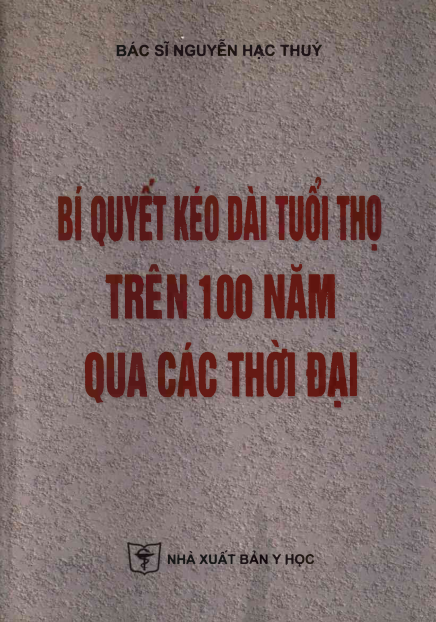 BÁC SĨ NGUYỄN HẠC THUÝ
BÍ QUYẾT KÉO DÀI TUỔI THỌ
TRÊN 100 NĂM
QUA CÁC THỜI ĐẠI
NHÀ XUẤT BẢN Y HỌC